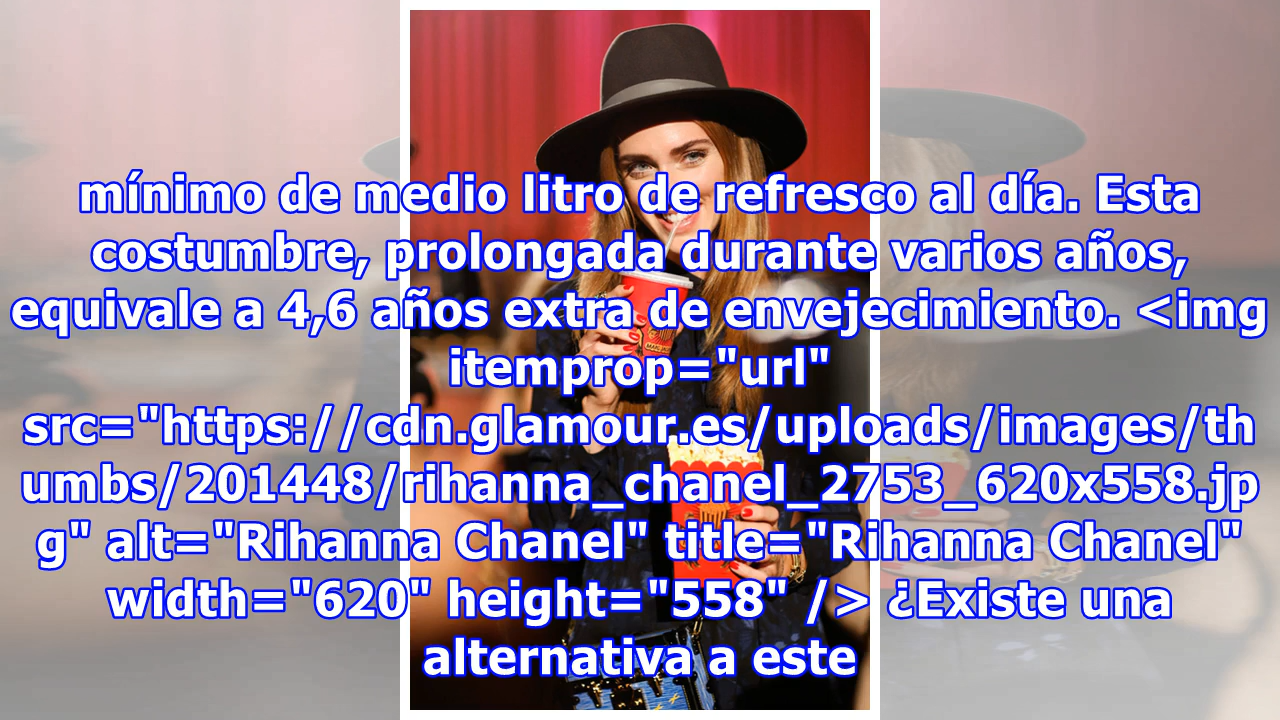 mínimo de medio litro de refresco al día. Esta
costumbre, prolongada durante varios años,
equivale a 4,6 años extra de envejecimiento. <img
itemprop="url"
src="https://cdn.glamour.es/uploads/images/th
umbs/201448/rihanna_chanel_2753_620x558.jp
g" alt="Rihanna Chanel" title="Rihanna Chanel"
width="620" height="558" /> ¿Existe una
alternativa a este